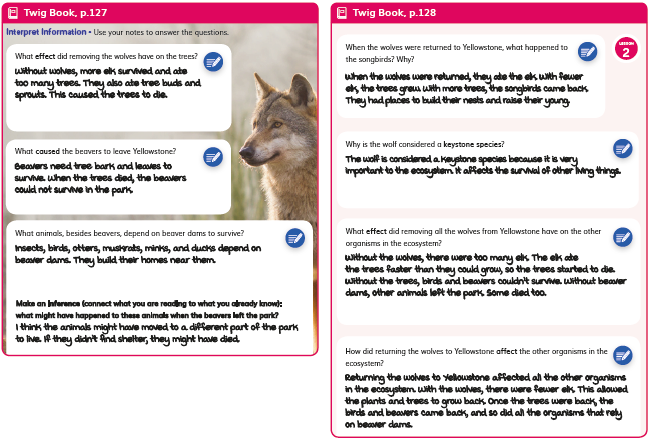 Twig Book, p.127
Interpret Information • Use your notes to answer the questions.
What effect did removing the wolves have on the trees?
Without wolves, more elk survived and ate
too many trees. They also ate tree buds and
sprouts. This caused the trees to die.
What caused the beavers to leave Yellowstone?
Beavers need tree bark and leaves to
survive. When the trees died, the beavers
could not survive in the park.
What animals, besides beavers, depend on beaver dams to survive?
Insects, birds, otters, muskrats, minks, and ducks depend on
beaver dams. They build their homes near them.
Make an inference (connect what you are reading to what you already know):
what might have happened to these animals when the beavers left the park?
I think the animals might have moved to a different part of the park
to live. If they didn't find shelter, they might have died.
Twig Book, p.128
LESSON
2
When the wolves were returned to Yellowstone, what happened to
the songbirds? Why?
When the wolves were returned, they ate the elk. With fewer
elk, the trees grew. With more trees, the songbirds came back.
They had places to build their nests and raise their young.
Why is the wolf considered a keystone species?
The wolf is considered a keystone species because it is very
important to the ecosystem. It affects the survival of other living things.
What effect did removing all the wolves from Yellowstone have on the other
organisms in the ecosystem?
Without the wolves, there were too many elk. The elk ate
the trees faster than they could grow, so the trees started to die.
Without the trees, birds and beavers couldn't survive. Without beaver
dams, other animals left the park. Some died too.
How did returning the wolves to Yellowstone affect the other organisms in the
ecosystem?
Returning the wolves to Yellowstone affected all the other organisms
in the ecosystem. With the wolves, there were fewer elk. This allowed
the plants and trees to grow back. Once the trees were back, the
birds and beavers came back, and so did all the organisms that rely
on beaver dams.